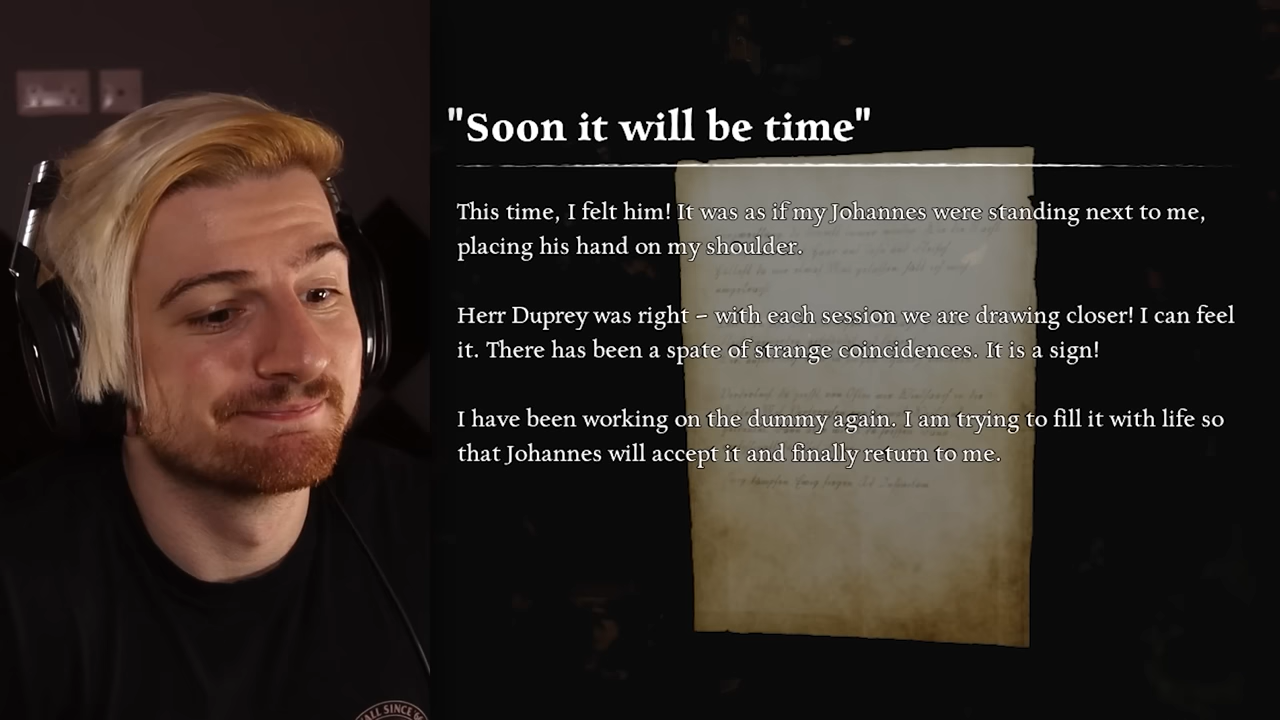 "Soon it will be time"
This time, I felt him! It was as if my Johannes were standing next to me,
placing his hand on my shoulder.
Herr Duprey was right – with each session we are drawing closer! I can feel
it. There has been a spate of strange coincidences. It is a sign!
I have been working on the dummy again. I am trying to fill it with life so
that Johannes will accept it and finally return to me.
ALL SINCE